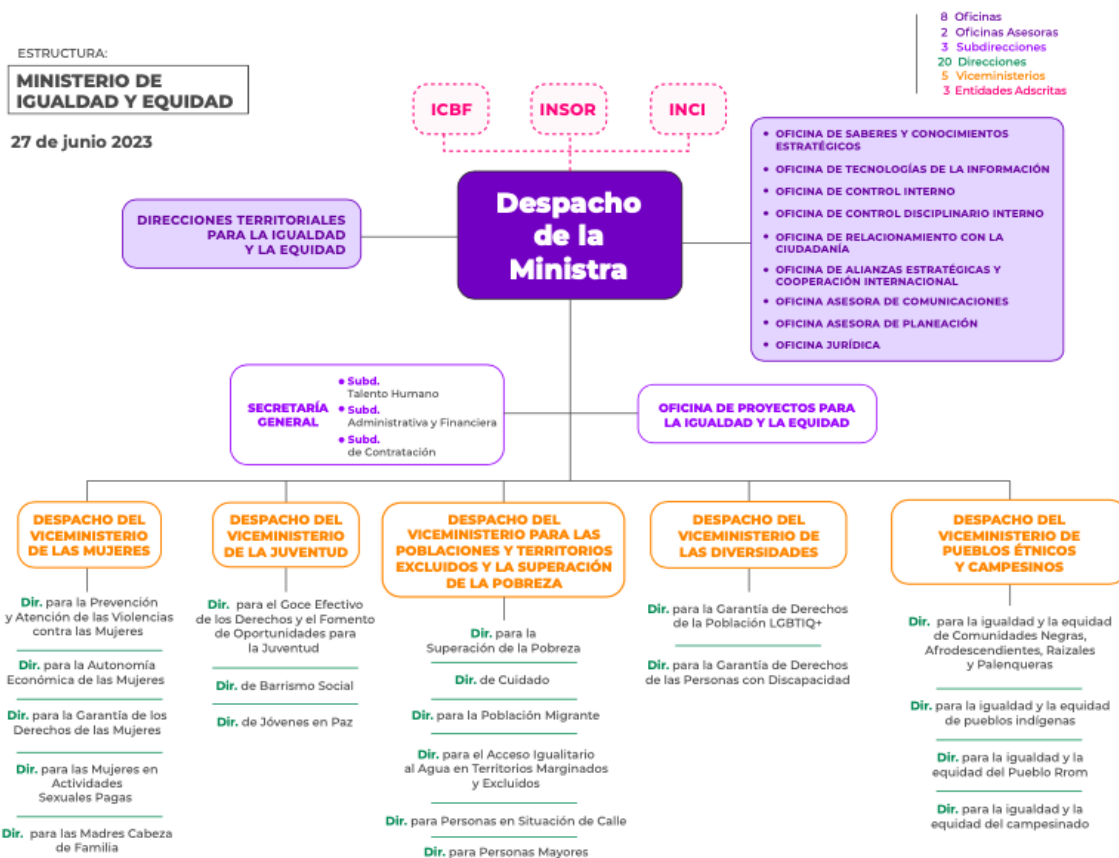 ESTRUCTURA:
MINISTERIO DE
IGUALDAD Y EQUIDAD
27 de junio 2023
8 Oficinas
2 Oficinas Asesoras
3 Subdirecciones
20 Direcciones
5 Viceministerios
3 Entidades Adscritas
ICBF
INSOR
INCI
Despacho
de la
Ministra
DIRECCIONES TERRITORIALES
PARA LA IGUALDAD
Y LA EQUIDAD
• OFICINA DE SABERES Y CONOCIMIENTOS
ESTRATÉGICOS
• OFICINA DE TECNOLOGÍAS DE LA INFORMACIÓN
• OFICINA DE CONTROL INTERNO
• OFICINA DE CONTROL DISCIPLINARIO INTERNO
• OFICINA DE RELACIONAMIENTO CON LA
CIUDADANÍA
• OFICINA DE ALIANZAS ESTRATÉGICAS Y
COOPERACIÓN INTERNACIONAL
• OFICINA ASESORA DE COMUNICACIONES
• OFICINA ASESORA DE PLANEACIÓN
• OFICINA JURÍDICA
SECRETARÍA
GENERAL
• Subd.
Talento Humano
• Subd.
Administrativa y Financiera
• Subd.
de Contratación
OFICINA DE PROYECTOS PARA
LA IGUALDAD Y LA EQUIDAD
DESPACHO DEL
VICEMINISTERIO
DE LAS MUJERES
Dir. para la Prevención
y Atención de las Violencias
contra las Mujeres
Dir. para la Autonomía
Económica de las Mujeres
Dir. para la Garantía de los
Derechos de las Mujeres
Dir. para las Mujeres en
Actividades
Sexuales Pagas
Dir. para las Madres Cabeza
de Familia
DESPACHO DEL
VICEMINISTERIO
DE LA JUVENTUD
Dir. para el Goce Efectivo
de los Derechos y el Fomento
de Oportunidades para
la Juventud
Dir. de Barrismo Social
Dir. de Jóvenes en Paz
DESPACHO DEL
VICEMINISTERIO PARA LAS
POBLACIONES Y TERRITORIOS
EXCLUIDOS Y LA SUPERACIÓN
DE LA POBREZA
Dir. para la
Superación de la Pobreza
Dir. de Cuidado
Dir. para la Población Migrante
Dir. para el Acceso Igualitario
al Agua en Territorios Marginados
y Excluidos
Dir. para Personas en Situación de Calle
Dir. para Personas Mayores
DESPACHO DEL
VICEMINISTERIO DE
LAS DIVERSIDADES
Dir. para la Garantía de Derechos
de la Población LGBTIQ+
Dir. para la Garantía de Derechos
de las Personas con Discapacidad
DESPACHO DEL
VICEMINISTERIO DE
PUEBLOS ÉTNICOS
Y CAMPESINOS
Dir. para la igualdad y la equidad
de Comunidades Negras,
Afrodescendientes, Raizales
y Palenqueras
Dir. para la igualdad y la equidad
de pueblos indígenas
Dir. para la igualdad y la
equidad del Pueblo Rrom
Dir. para la igualdad y la
equidad del campesinado